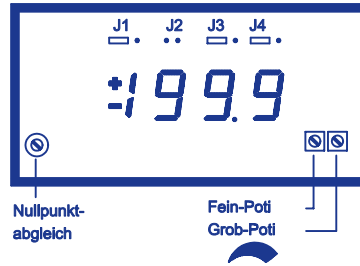 J1 J2 J3 J4
±199.9
Nullpunkt-
abgleich
Fein-Poti
Grob-Poti